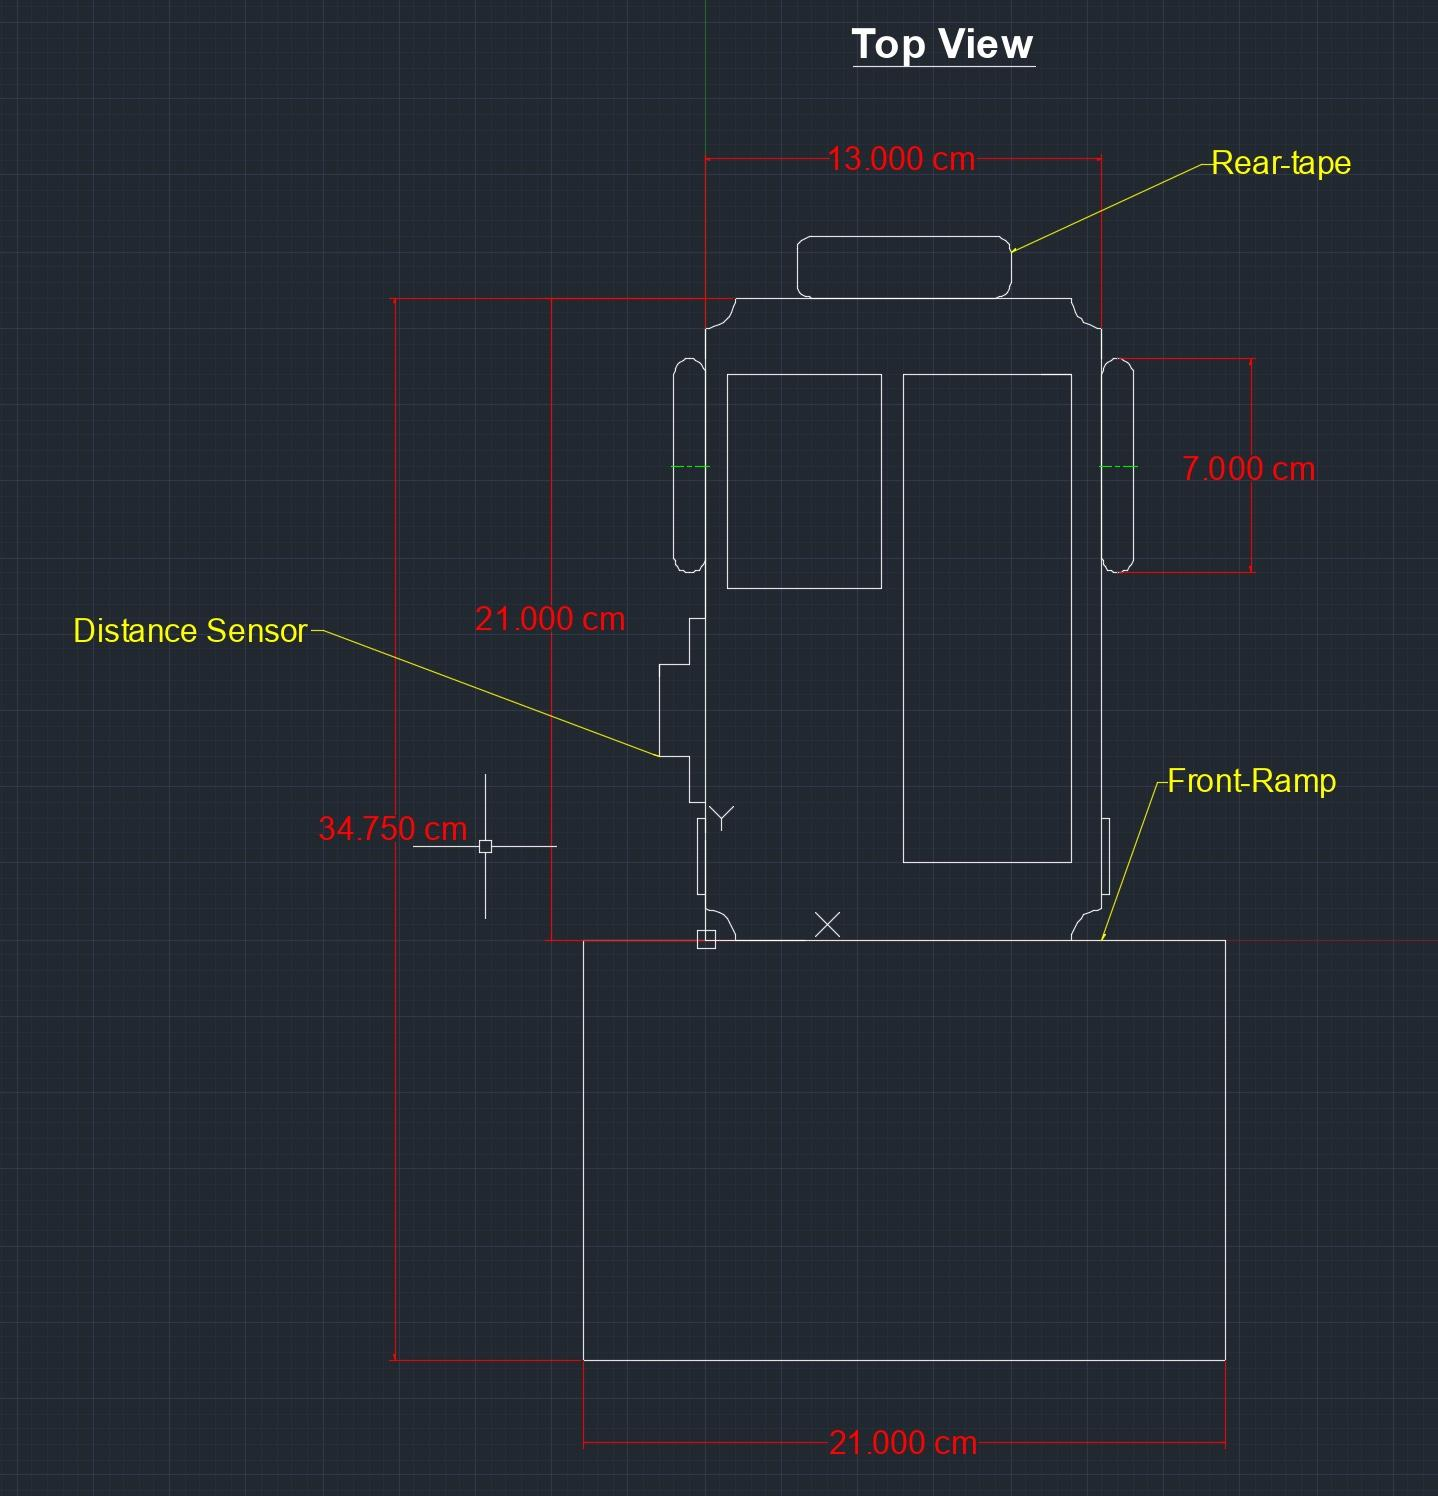 Top View
13.000 cm
Rear-tape
7.000 cm
21.000 cm
Distance Sensor
Front-Ramp
34.750 cm
Y
X
21.000 cm